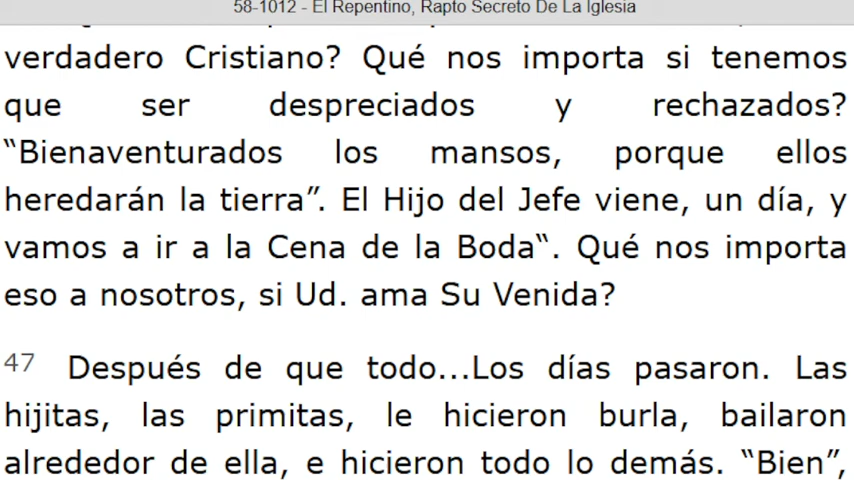 58-1012 - El Repentino, Rapto Secreto De La Iglesia
verdadero Cristiano? Qué nos importa si tenemos
que ser despreciados y rechazados?
“Bienaventurados los mansos, porque ellos
heredarán la tierra”. El Hijo del Jefe viene, un día, y
vamos a ir a la Cena de la Boda‟. Qué nos importa
eso a nosotros, si Ud. ama Su Venida?
47 Después de que todo...Los días pasaron. Las
hijitas, las primitas, le hicieron burla, bailaron
alrededor de ella, e hicieron todo lo demás. “Bien”,